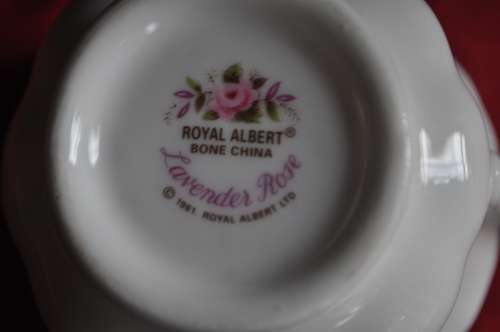 ROYAL ALBERT®
BONE CHINA
Lavender Rose
© 1961 ROYAL ALBERT LTD